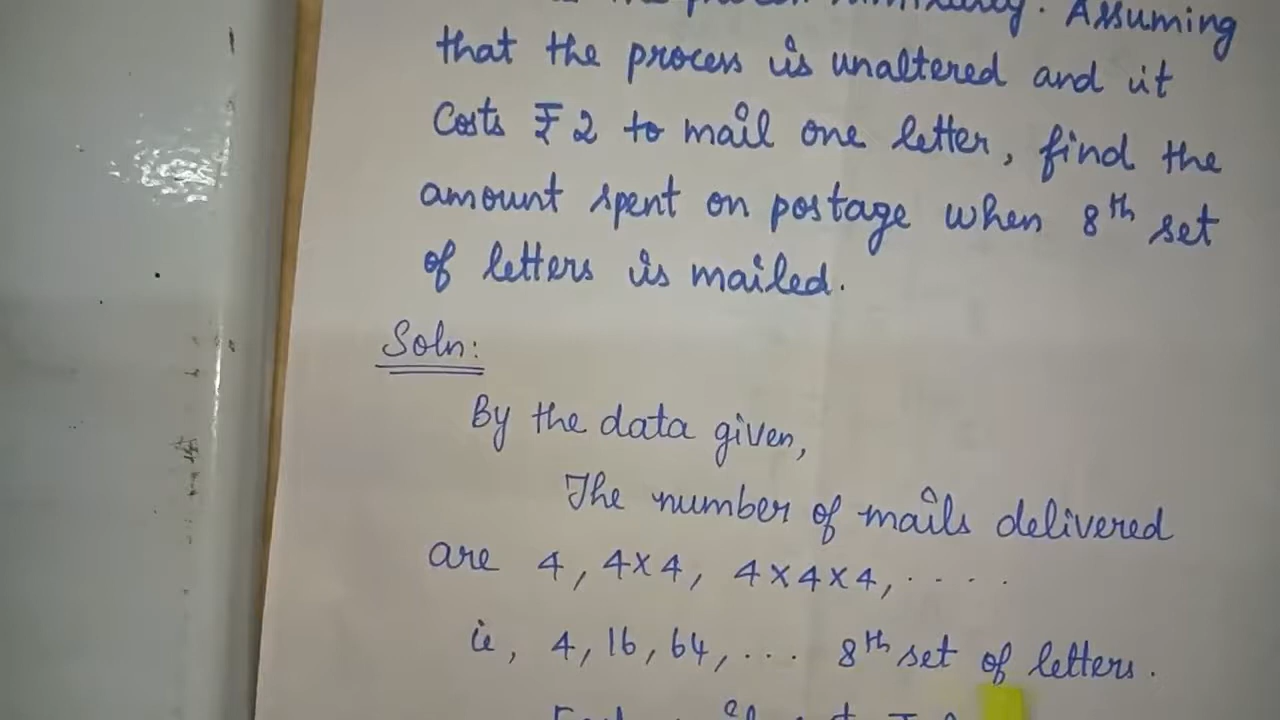 Assuming
that the process is unaltered and it
Costs ₹ 2 to mail one letter, find the
amount spent on postage when 8th set
of letters is mailed.
Soln:
By the data given,
The number of mails delivered
are 4, 4×4, 4×4×4, ....
ie, 4, 16, 64, ... 8th set of letters.